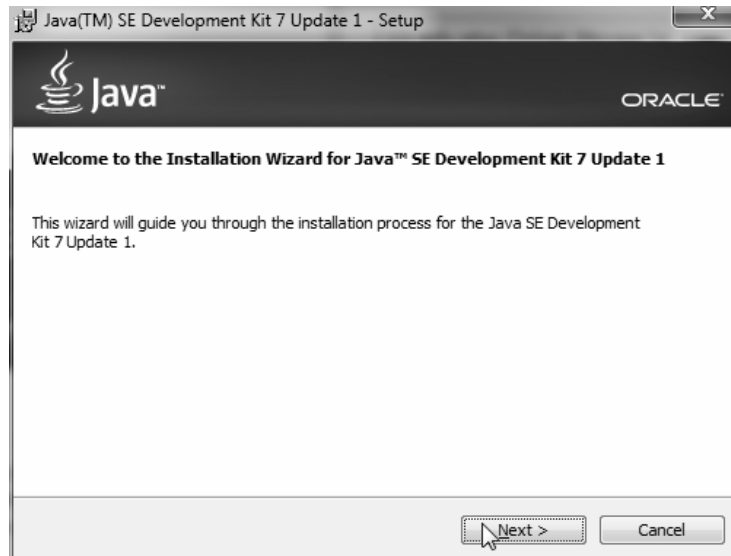 Java(TM) SE Development Kit 7 Update 1 - Setup
X
Java™
ORACLE
Welcome to the Installation Wizard for Java™ SE Development Kit 7 Update 1
This wizard will guide you through the installation process for the Java SE Development
Kit 7 Update 1.
Next >
Cancel